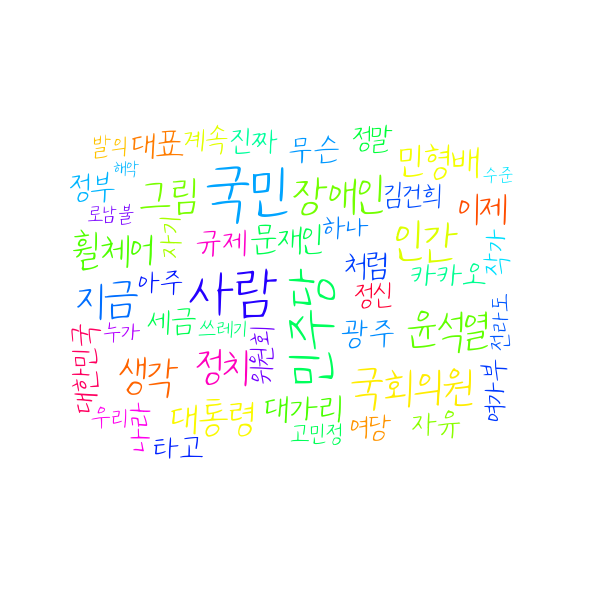 발의 대표 계속 진짜 무슨 정말
해악 민형배 수준
정부 그림 국민 장애인 김건희 이제
로남불
휠체어 자기 규제 문재인 하나 인간 작가
지금 아주 사람 처럼 카카오
정신
대한민국 누가 세금 쓰레기 위원회 민주당 광주 윤석열 전라도
생각 정치 국회의원 여가부
우리 나라 대통령 대가리 고민정 여당 자유
타고